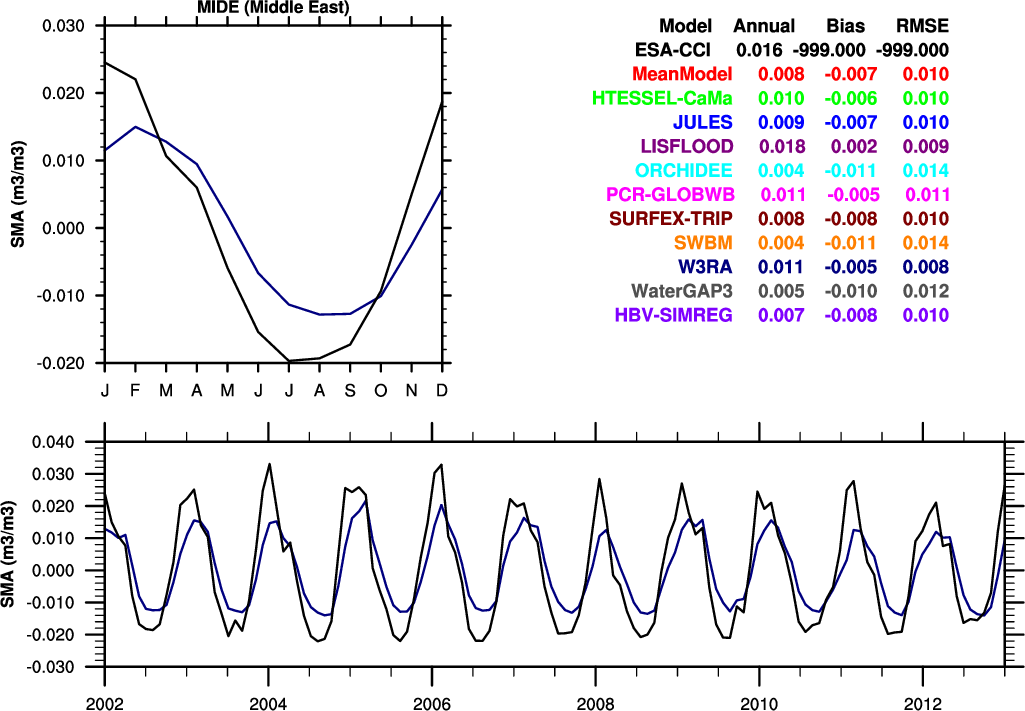 MIDE (Middle East)
0.030
0.020
0.010
0.000
-0.010
-0.020
SMA (m3/m3)
J F M A M J J A S O N D
Model Annual Bias RMSE
ESA-CCI 0.016 -999.000 -999.000
MeanModel 0.008 -0.007 0.010
HTESSEL-CaMa 0.010 -0.006 0.010
JULES 0.009 -0.007 0.010
LISFLOOD 0.018 0.002 0.009
ORCHIDEE 0.004 -0.011 0.014
PCR-GLOBWB 0.011 -0.005 0.011
SURFEX-TRIP 0.008 -0.008 0.010
SWBM 0.004 -0.011 0.014
W3RA 0.011 -0.005 0.008
WaterGAP3 0.005 -0.010 0.012
HBV-SIMREG 0.007 -0.008 0.010
0.040
0.030
0.020
0.010
0.000
-0.010
-0.020
-0.030
SMA (m3/m3)
2002 2004 2006 2008 2010 2012